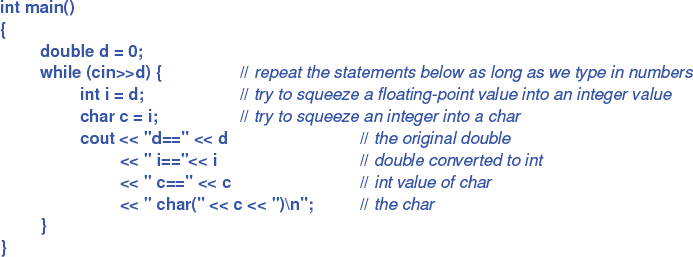 int main()
{
double d = 0;
while (cin>>d) { // repeat the statements below as long as we type in numbers
int i = d; // try to squeeze a floating-point value into an integer value
char c = i; // try to squeeze an integer into a char
cout << "d==" << d // the original double
<< " i=="<< i // double converted to int
<< " c==" << c // int value of char
<< " char(" << c << ")\n"; // the char
}
}